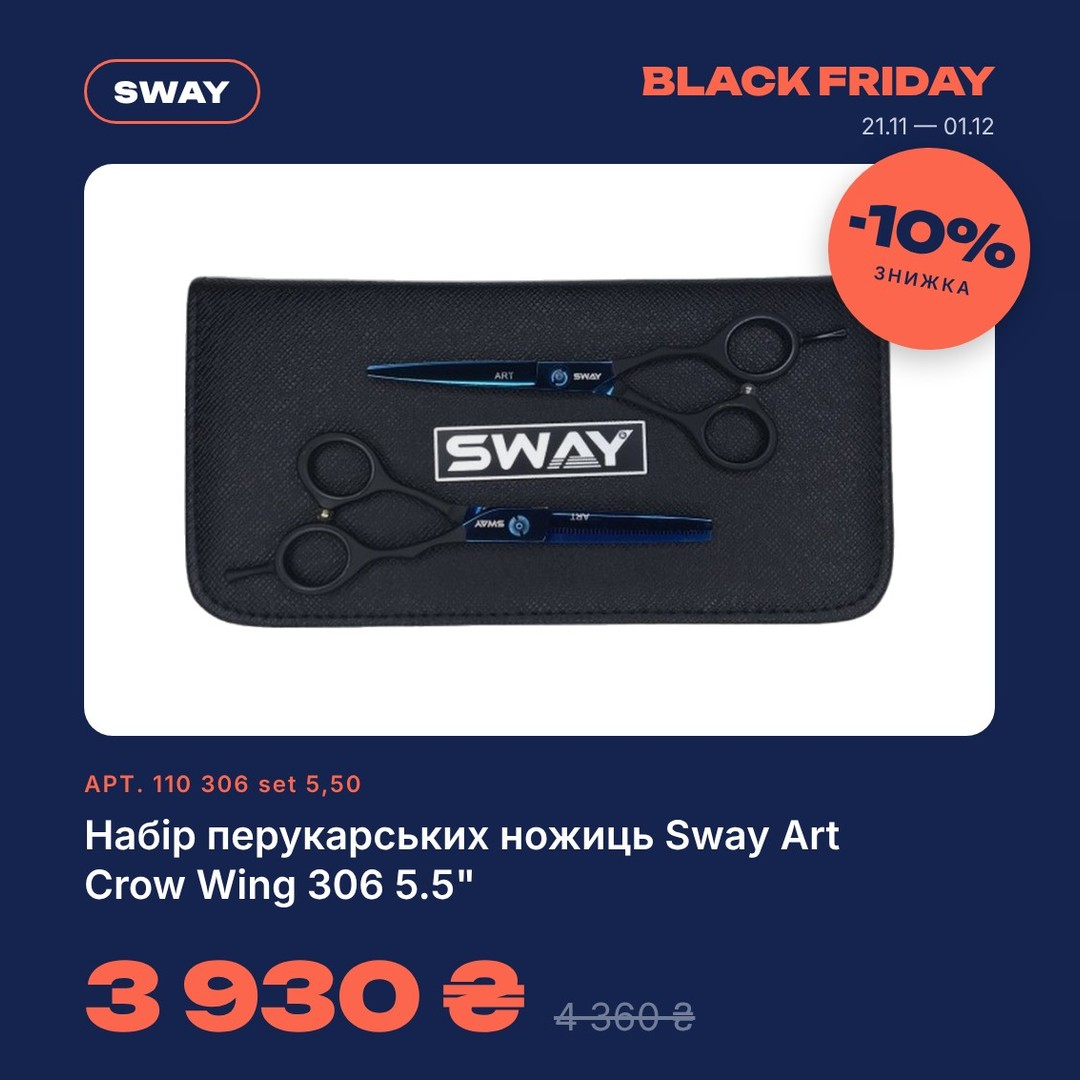 SWAY
BLACK FRIDAY
21.11 — 01.12
-10%
ЗНИЖКА
ART SWAY
SWAY
SWAY ART
АРТ. 110 306 set 5,50
Набір перукарських ножиць Sway Art
Crow Wing 306 5.5"
3 930 ₴ 4 360 ₴